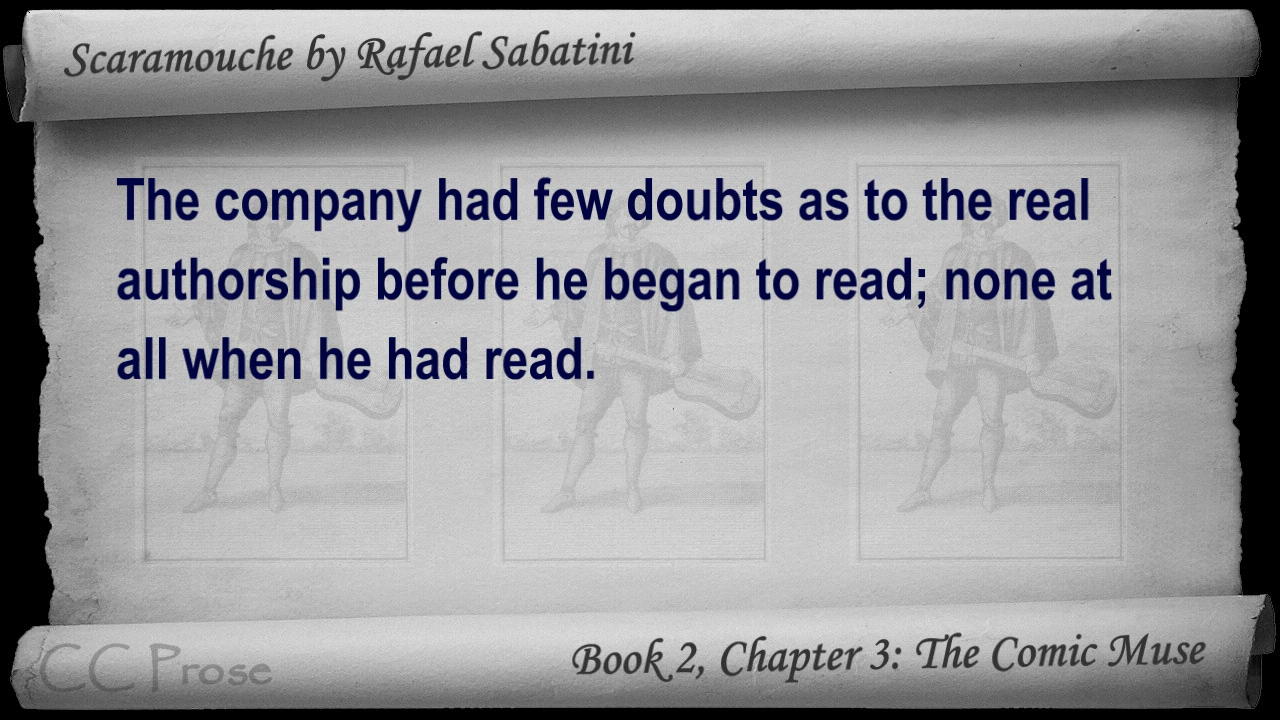 Scaramouche by Rafael Sabatini
The company had few doubts as to the real
authorship before he began to read; none at
all when he had read.
CC Prose
Book 2, Chapter 3: The Comic Muse